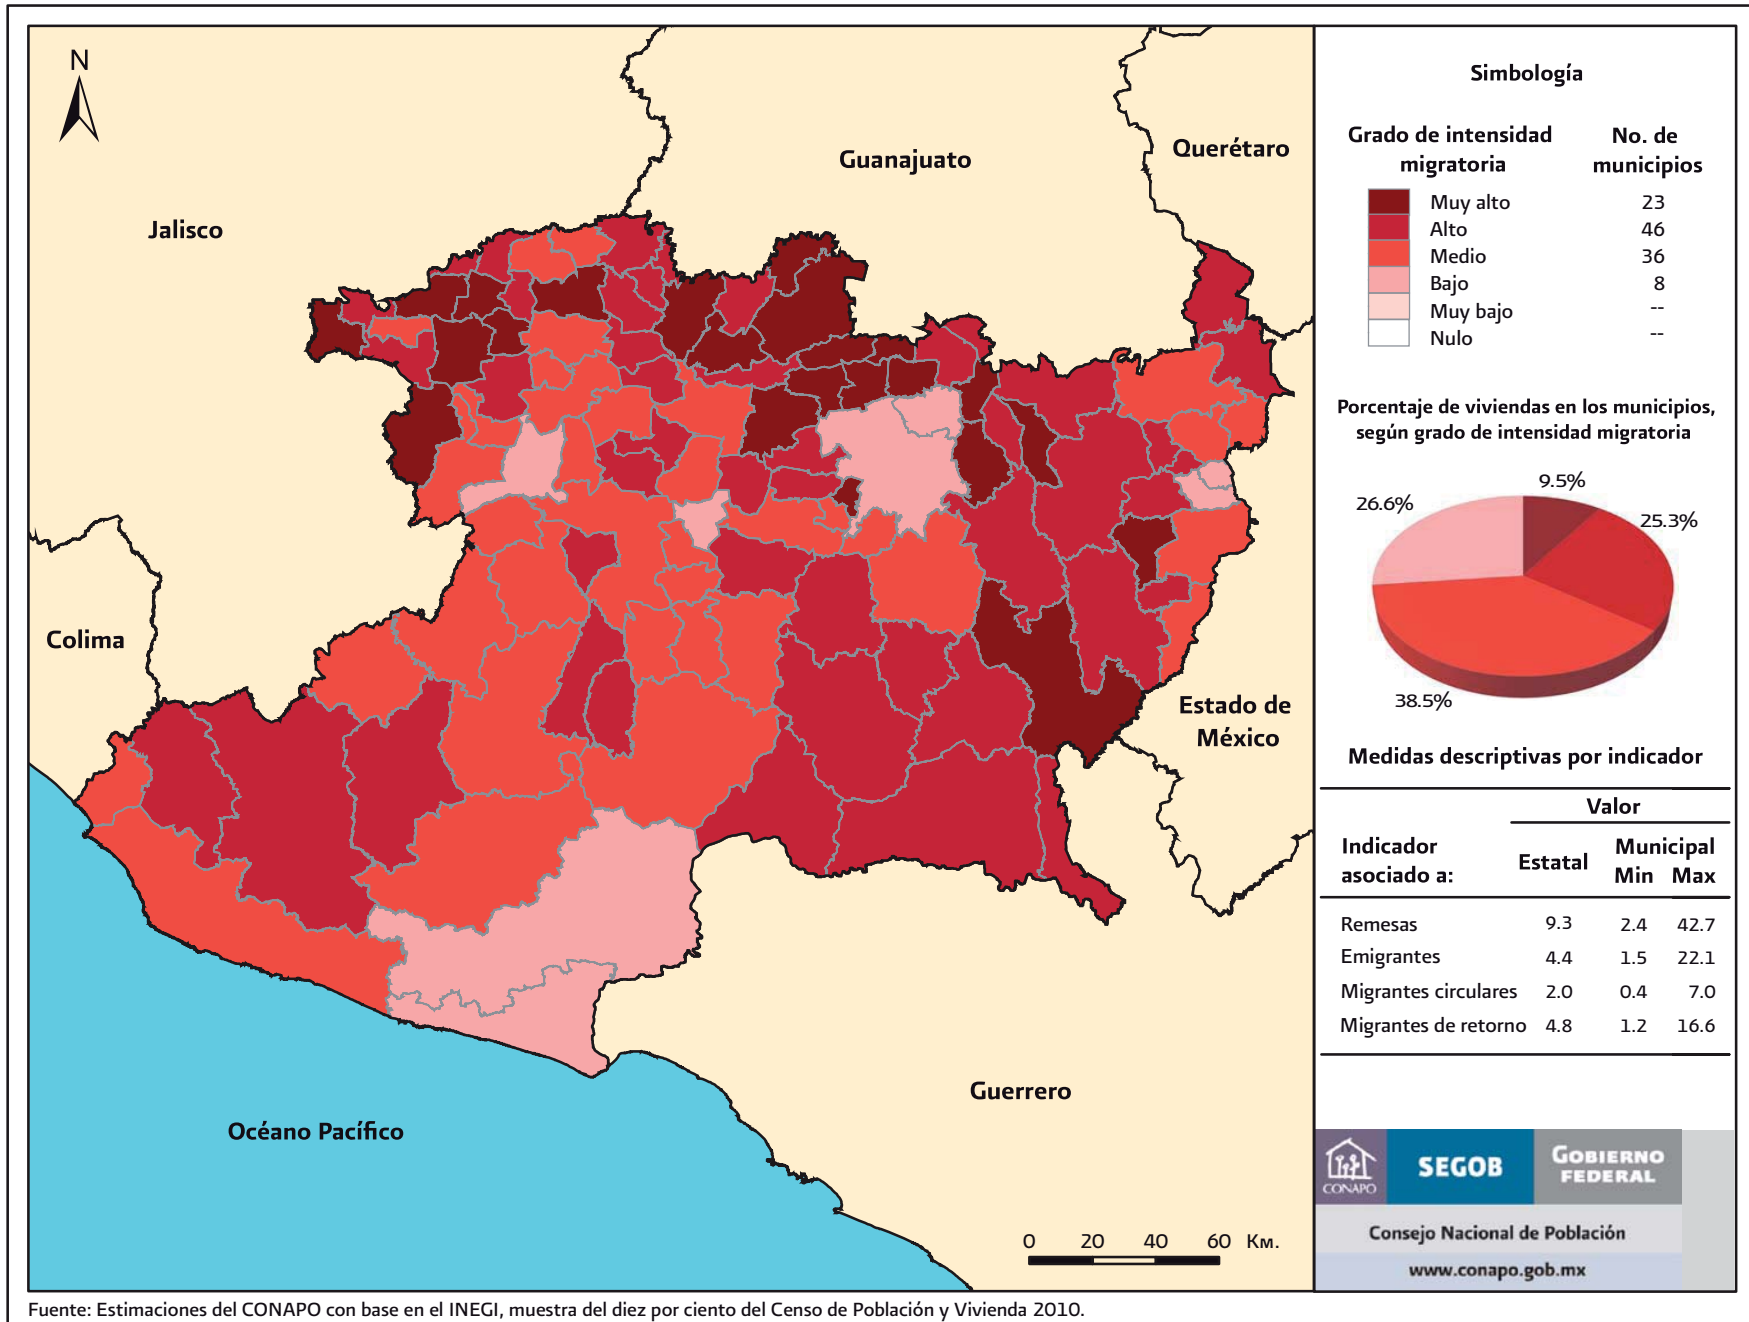 N
Jalisco
Guanajuato
Querétaro
Colima
Estado de
México
Guerrero
Océano Pacífico
0 20 40 60 Km.
Simbología
Grado de intensidad
migratoria
No. de
municipios
Muy alto 23
Alto 46
Medio 36
Bajo 8
Muy bajo --
Nulo --
Porcentaje de viviendas en los municipios,
según grado de intensidad migratoria
9.5%
26.6%
25.3%
38.5%
Medidas descriptivas por indicador
Valor
Indicador
asociado a:
Estatal
Municipal
Min Max
Remesas 9.3 2.4 42.7
Emigrantes 4.4 1.5 22.1
Migrantes circulares 2.0 0.4 7.0
Migrantes de retorno 4.8 1.2 16.6
CONAPO
SEGOB
GOBIERNO
FEDERAL
Consejo Nacional de Población
www.conapo.gob.mx
Fuente: Estimaciones del CONAPO con base en el INEGI, muestra del diez por ciento del Censo de Población y Vivienda 2010.